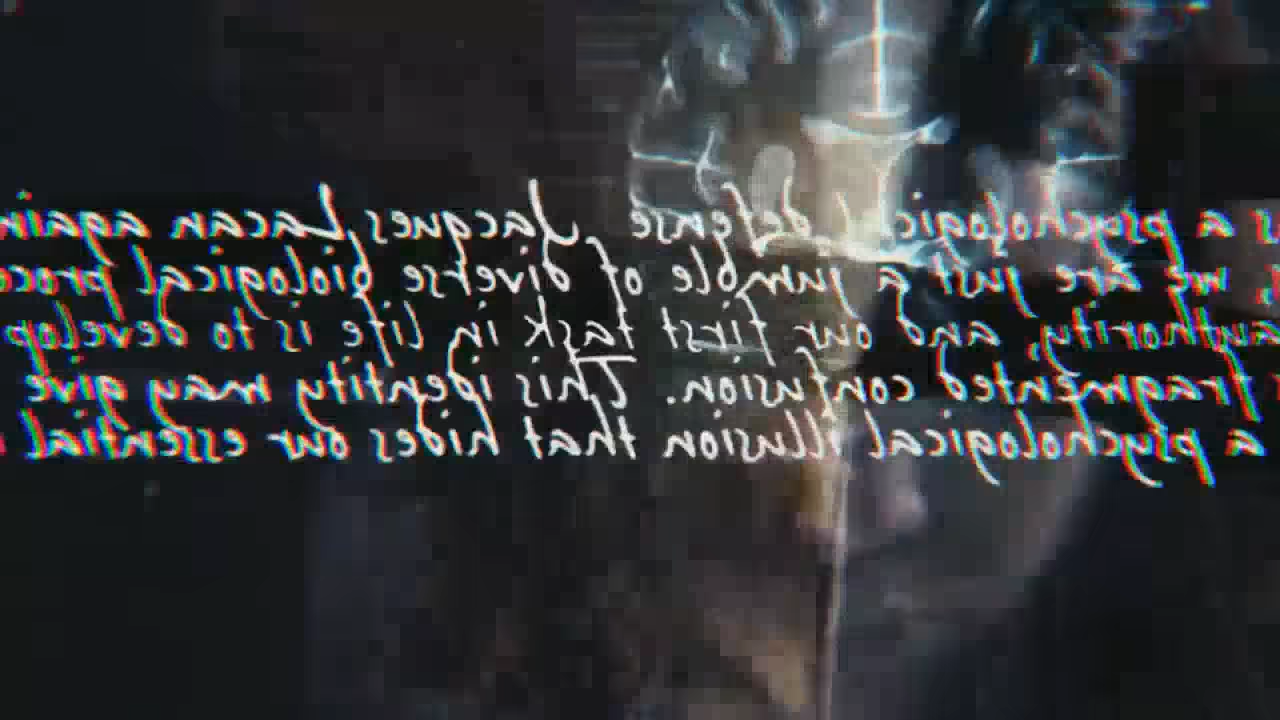 s a psychological defense Jacques Lacan again
, we are just a jumble of diverse biological proce
authority, and our first task in life is to develop
fragmented confusion. This identity may give
a psychological illusion that hides our essential